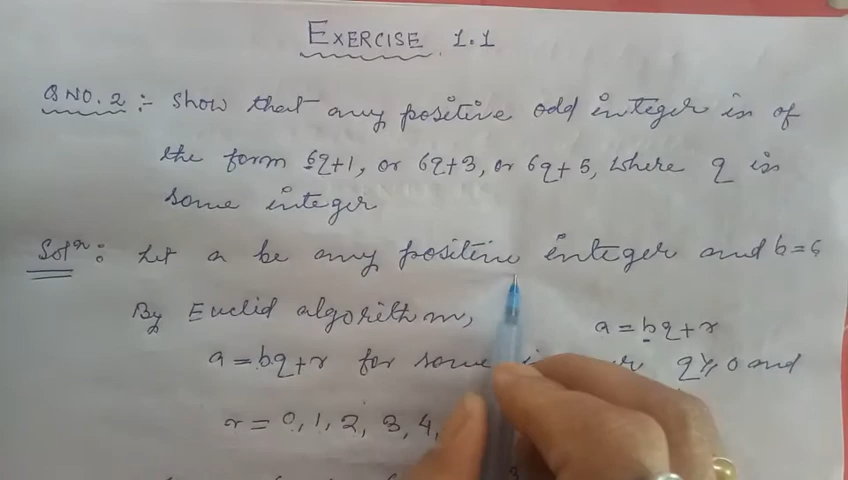 EXERCISE 1.1
Q NO. 2 :- Show that any positive odd integer is of
the form 6q+1, or 6q+3, or 6q+5, where q is
some integer
Solⁿ: Let a be any positive integer and b=6
By Euclid algorithm,
a = bq+r
a = bq+r for some q ≥ 0 and
r = 0, 1, 2, 3, 4,